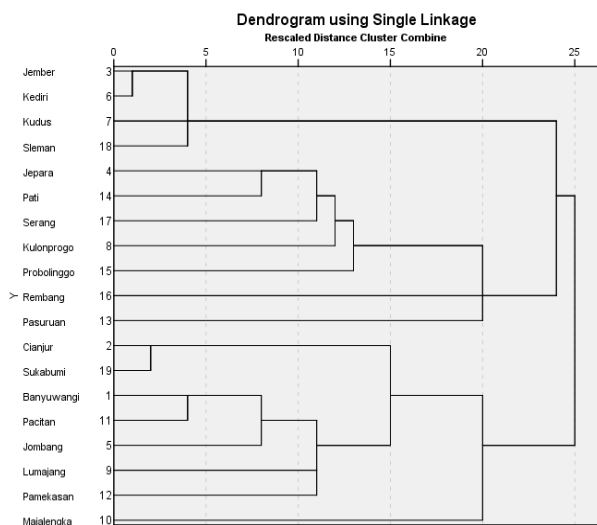 Dendrogram using Single Linkage
Rescaled Distance Cluster Combine
0 5 10 15 20 25
Jember 3
Kediri 6
Kudus 7
Sleman 18
Jepara 4
Pati 14
Serang 17
Kulonprogo 8
Probolinggo 15
Y
Rembang 16
Pasuruan 13
Cianjur 2
Sukabumi 19
Banyuwangi 1
Pacitan 11
Jombang 5
Lumajang 9
Pamekasan 12
Majalengka 10